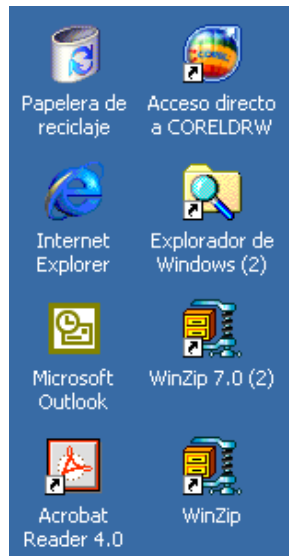 Papelera de
reciclaje
Acceso directo
a CORELDRW
Internet
Explorer
Explorador de
Windows (2)
Microsoft
Outlook
WinZip 7.0 (2)
Acrobat
Reader 4.0
WinZip